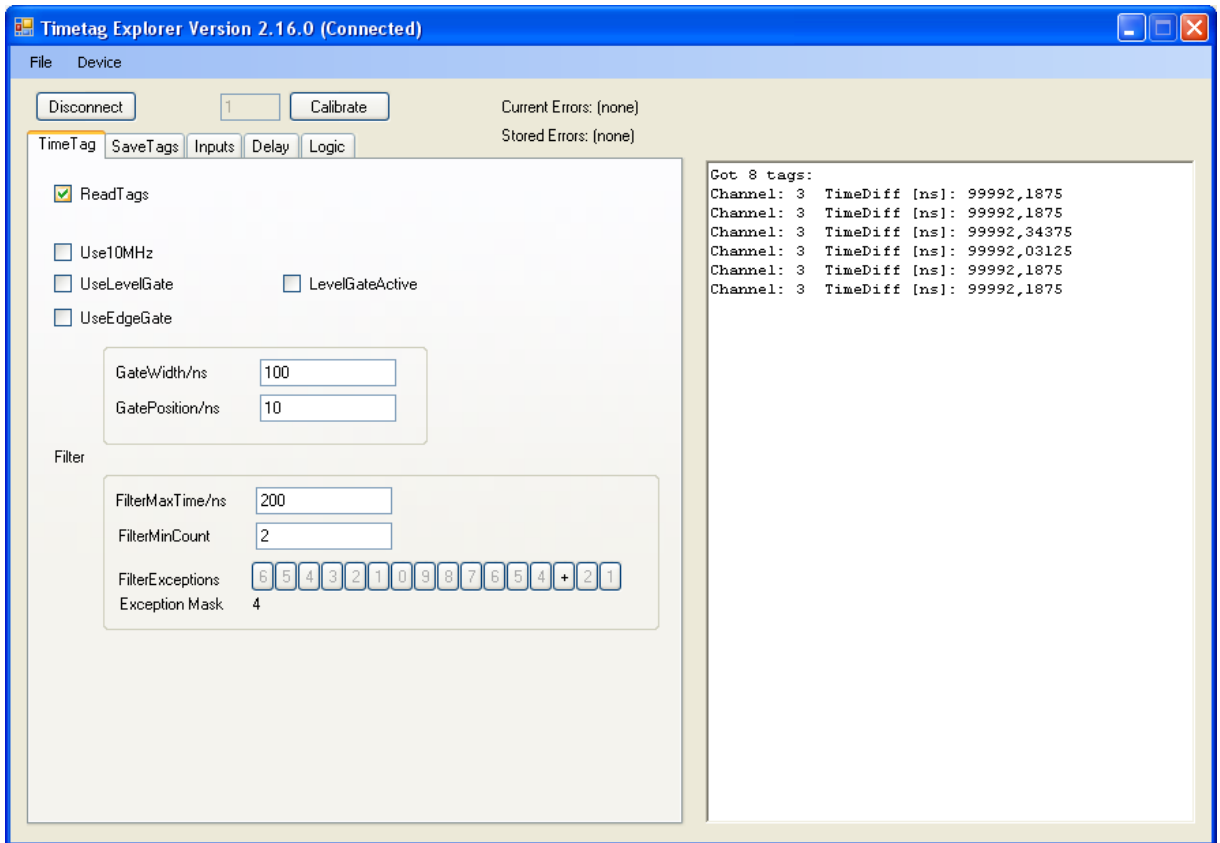 Timetag Explorer Version 2.16.0 (Connected)
File Device
Disconnect 1 Calibrate
Current Errors: (none)
Stored Errors: (none)
TimeTag SaveTags Inputs Delay Logic
ReadTags
Use10MHz
UseLevelGate LevelGateActive
UseEdgeGate
GateWidth/ns 100
GatePosition/ns 10
Filter
FilterMaxTime/ns 200
FilterMinCount 2
FilterExceptions 6 5 4 3 2 1 0 9 8 7 6 5 4 + 2 1
Exception Mask 4
Got 8 tags:
Channel: 3 TimeDiff [ns]: 99992,1875
Channel: 3 TimeDiff [ns]: 99992,1875
Channel: 3 TimeDiff [ns]: 99992,34375
Channel: 3 TimeDiff [ns]: 99992,03125
Channel: 3 TimeDiff [ns]: 99992,1875
Channel: 3 TimeDiff [ns]: 99992,1875